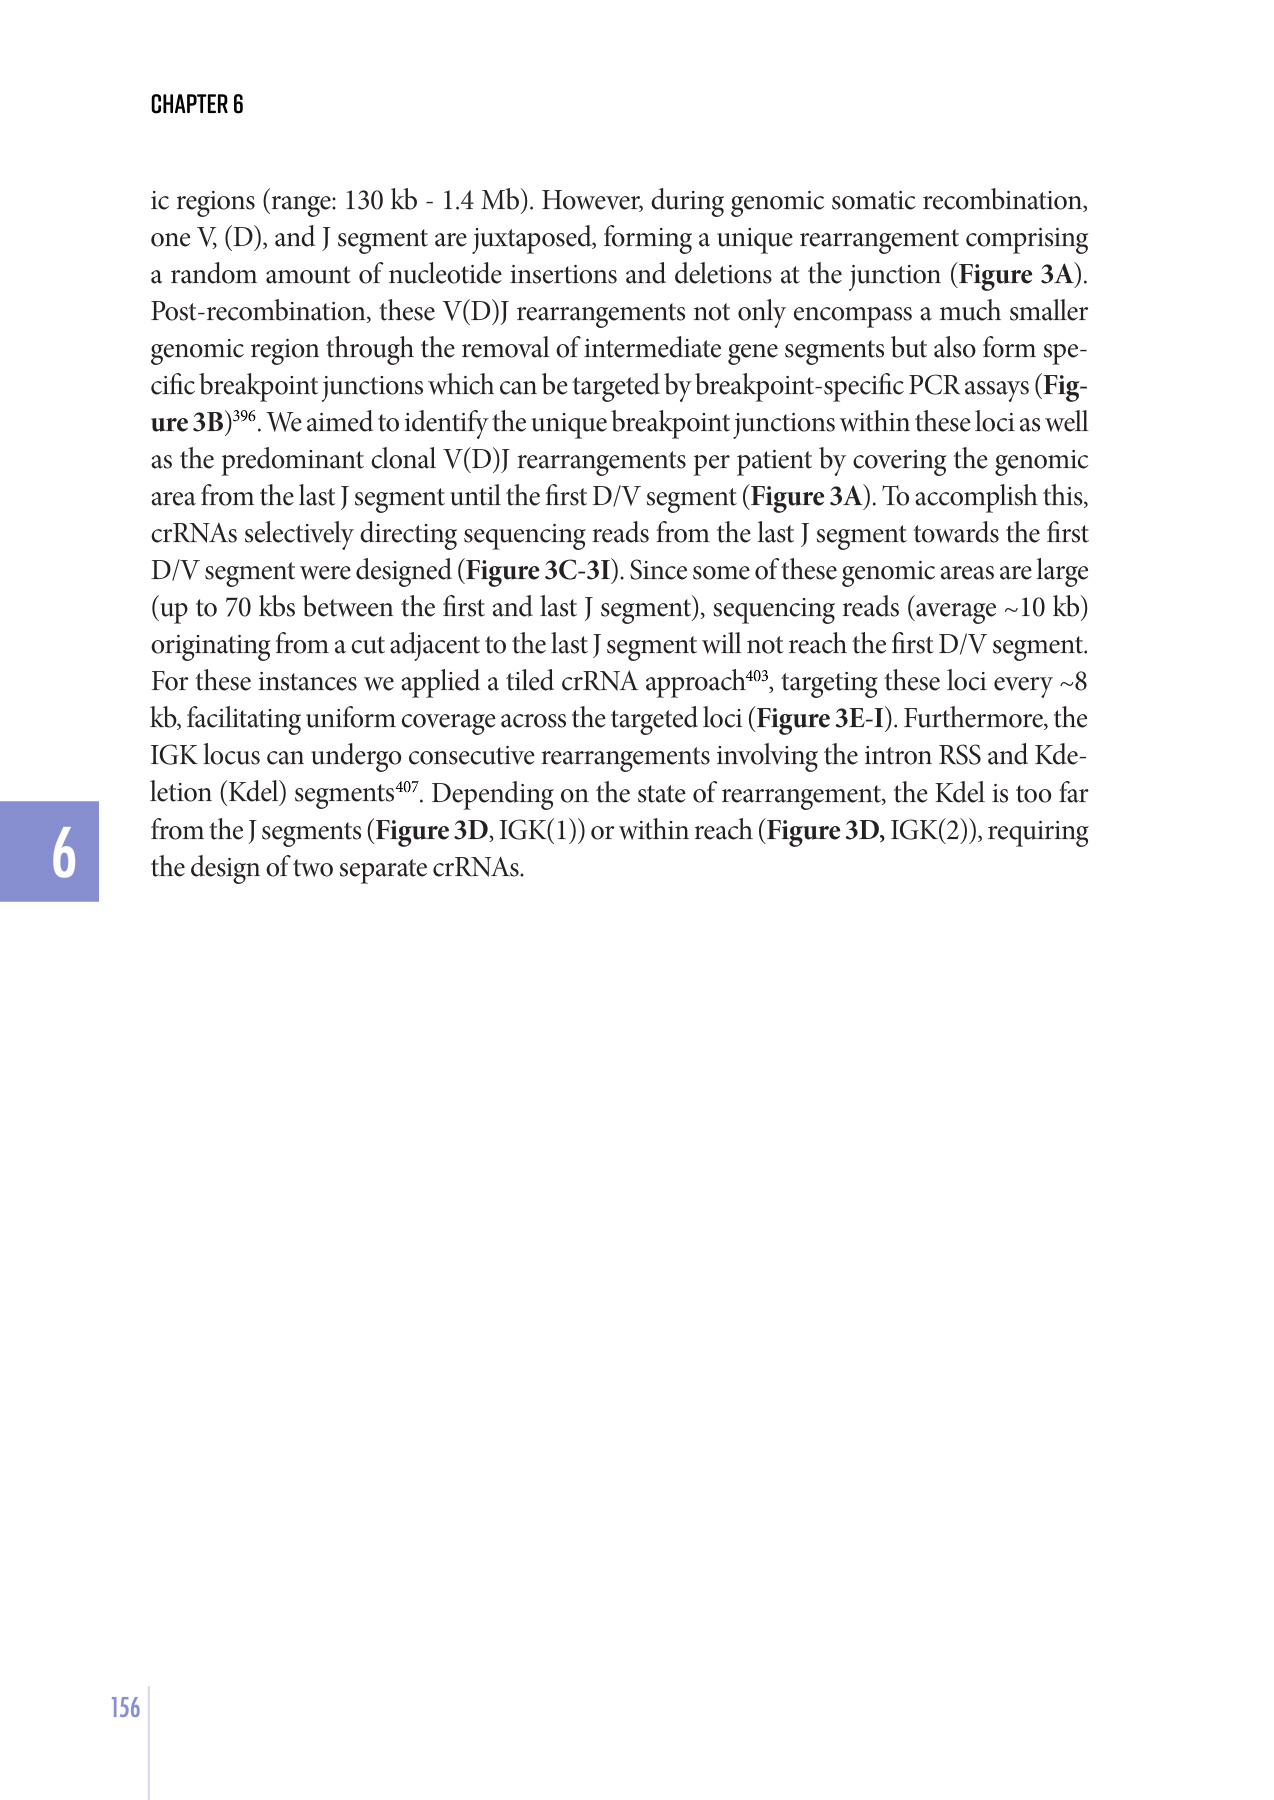 CHAPTER 6
ic regions (range: 130 kb - 1.4 Mb). However, during genomic somatic recombination,
one V, (D), and J segment are juxtaposed, forming a unique rearrangement comprising
a random amount of nucleotide insertions and deletions at the junction (Figure 3A).
Post-recombination, these V(D)J rearrangements not only encompass a much smaller
genomic region through the removal of intermediate gene segments but also form spe-
cific breakpoint junctions which can be targeted by breakpoint-specific PCR assays (Fig-
ure 3B)396. We aimed to identify the unique breakpoint junctions within these loci as well
as the predominant clonal V(D)J rearrangements per patient by covering the genomic
area from the last J segment until the first D/V segment (Figure 3A). To accomplish this,
crRNAs selectively directing sequencing reads from the last J segment towards the first
D/V segment were designed (Figure 3C-3I). Since some of these genomic areas are large
(up to 70 kbs between the first and last J segment), sequencing reads (average ~10 kb)
originating from a cut adjacent to the last J segment will not reach the first D/V segment.
For these instances we applied a tiled crRNA approach403, targeting these loci every ~8
kb, facilitating uniform coverage across the targeted loci (Figure 3E-I). Furthermore, the
IGK locus can undergo consecutive rearrangements involving the intron RSS and Kde-
letion (Kdel) segments407. Depending on the state of rearrangement, the Kdel is too far
from the J segments (Figure 3D, IGK(1)) or within reach (Figure 3D, IGK(2)), requiring
the design of two separate crRNAs.
6
156